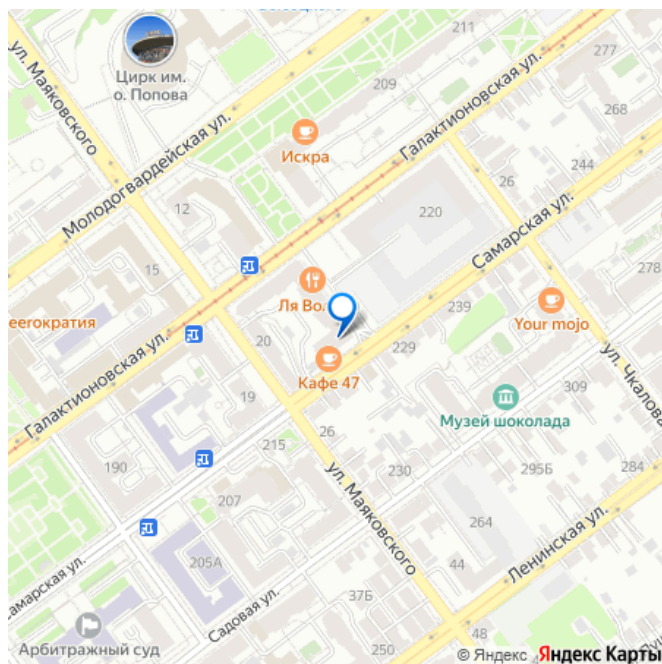 ул. Маяковского
Цирк им.
о. Попова
Молодогвардейская ул.
211
209
277
Искра
Галактионовская ул.
268
26
244
12
220
Самарская ул.
15
278
239
Ля Во
Your mojo
ееrократия
20
229
Кафе 47
ул. Чкалова
19
309
Галактионовская ул.
Музей шоколада
215
26
190
230
295Б
284
ул. Маяковского
207
264
205А
Ленинская ул.
44
Самарская ул.
Садовая ул.
37Б
48
Арбитражный суд
250
© Яндекс Яндекс Карты